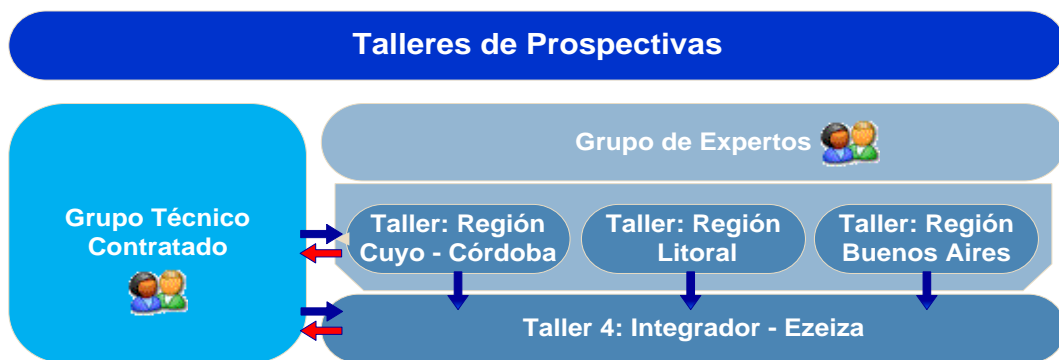 Talleres de Prospectivas
Grupo de Expertos
Grupo Técnico
Contratado
Taller: Región
Cuyo - Córdoba
Taller: Región
Litoral
Taller: Región
Buenos Aires
Taller 4: Integrador - Ezeiza